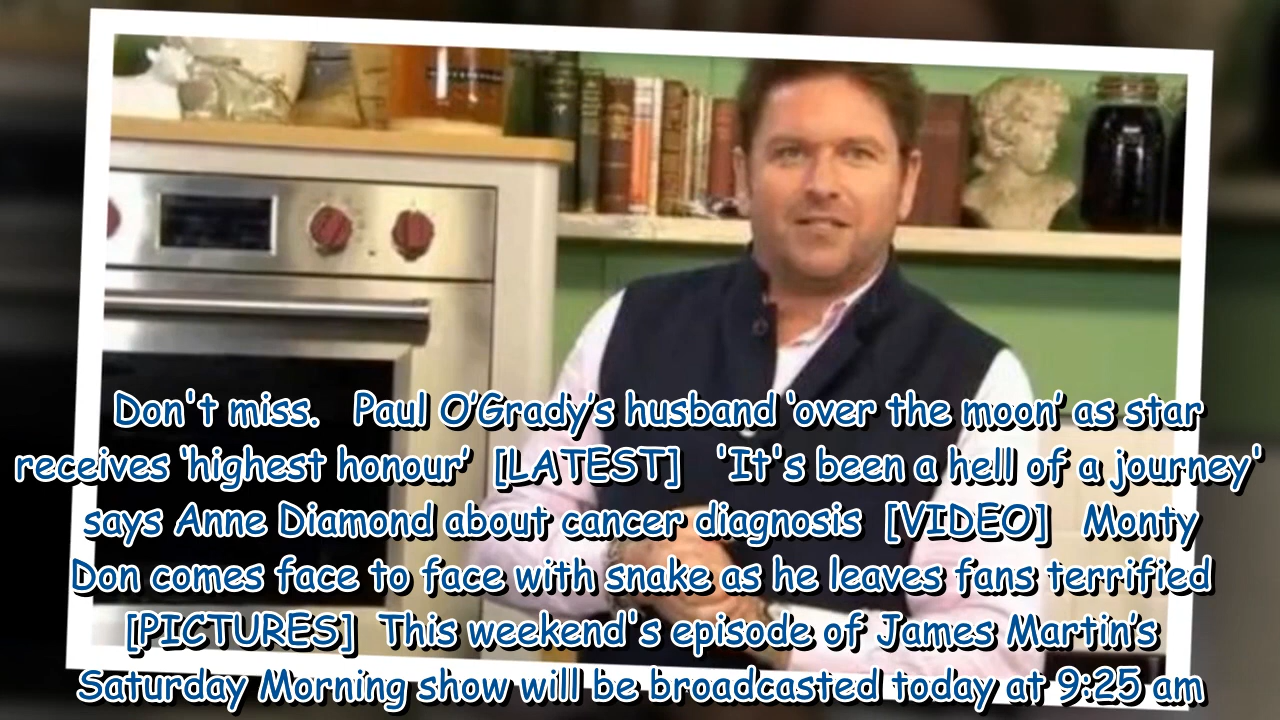 Don't miss.   Paul O’Grady’s husband ‘over the moon’ as star
receives ‘highest honour’  [LATEST]   'It's been a hell of a journey'
says Anne Diamond about cancer diagnosis  [VIDEO]   Monty
Don comes face to face with snake as he leaves fans terrified
[PICTURES]  This weekend's episode of James Martin’s
Saturday Morning show will be broadcasted today at 9:25 am